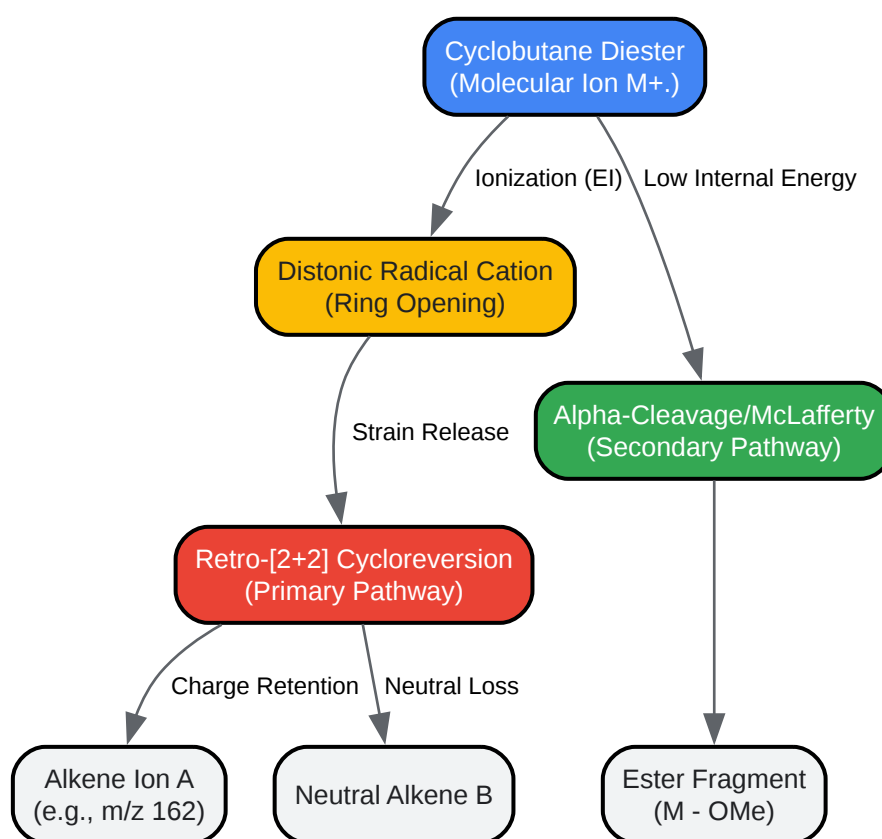 Cyclobutane Diester
(Molecular Ion M+.)
Ionization (EI)
Low Internal Energy
Distonic Radical Cation
(Ring Opening)
Strain Release
Alpha-Cleavage/McLafferty
(Secondary Pathway)
Retro-[2+2] Cycloreversion
(Primary Pathway)
Charge Retention
Neutral Loss
Alkene Ion A
(e.g., m/z 162)
Neutral Alkene B
Ester Fragment
(M - OMe)